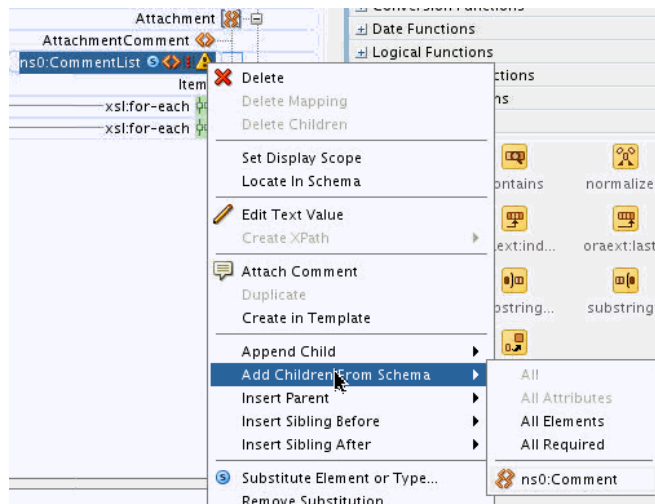 Attachment
AttachmentComment
ns0:CommentList
Item
xsl:for-each
xsl:for-each
Conversion Functions
Date Functions
Logical Functions
ctions
ns
Delete
Delete Mapping
Delete Children
Set Display Scope
Locate In Schema
Edit Text Value
Create XPath
Attach Comment
Duplicate
Create in Template
Append Child
Add Children From Schema
Insert Parent
Insert Sibling Before
Insert Sibling After
Substitute Element or Type...
Remove Substitution
ontains
normalize
ext:ind...
oraext:last
bstring...
substring
All
All Attributes
All Elements
All Required
ns0:Comment